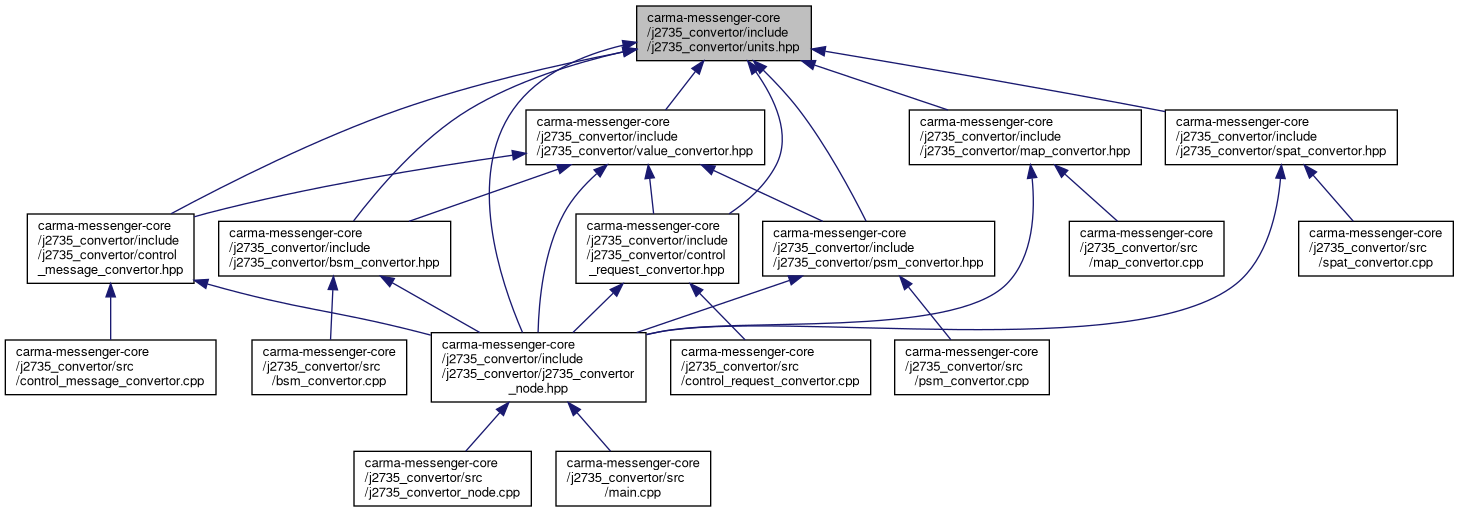 carma-messenger-core
/j2735_convertor/include
/j2735_convertor/units.hpp
carma-messenger-core
/j2735_convertor/include
/j2735_convertor/value_convertor.hpp
carma-messenger-core
/j2735_convertor/include
/j2735_convertor/map_convertor.hpp
carma-messenger-core
/j2735_convertor/include
/j2735_convertor/spat_convertor.hpp
carma-messenger-core
/j2735_convertor/include
/j2735_convertor/control
_message_convertor.hpp
carma-messenger-core
/j2735_convertor/include
/j2735_convertor/bsm_convertor.hpp
carma-messenger-core
/j2735_convertor/include
/j2735_convertor/control
_request_convertor.hpp
carma-messenger-core
/j2735_convertor/include
/j2735_convertor/psm_convertor.hpp
carma-messenger-core
/j2735_convertor/src
/map_convertor.cpp
carma-messenger-core
/j2735_convertor/src
/spat_convertor.cpp
carma-messenger-core
/j2735_convertor/src
/control_message_convertor.cpp
carma-messenger-core
/j2735_convertor/src
/bsm_convertor.cpp
carma-messenger-core
/j2735_convertor/include
/j2735_convertor/j2735_convertor
_node.hpp
carma-messenger-core
/j2735_convertor/src
/control_request_convertor.cpp
carma-messenger-core
/j2735_convertor/src
/psm_convertor.cpp
carma-messenger-core
/j2735_convertor/src
/j2735_convertor_node.cpp
carma-messenger-core
/j2735_convertor/src
/main.cpp